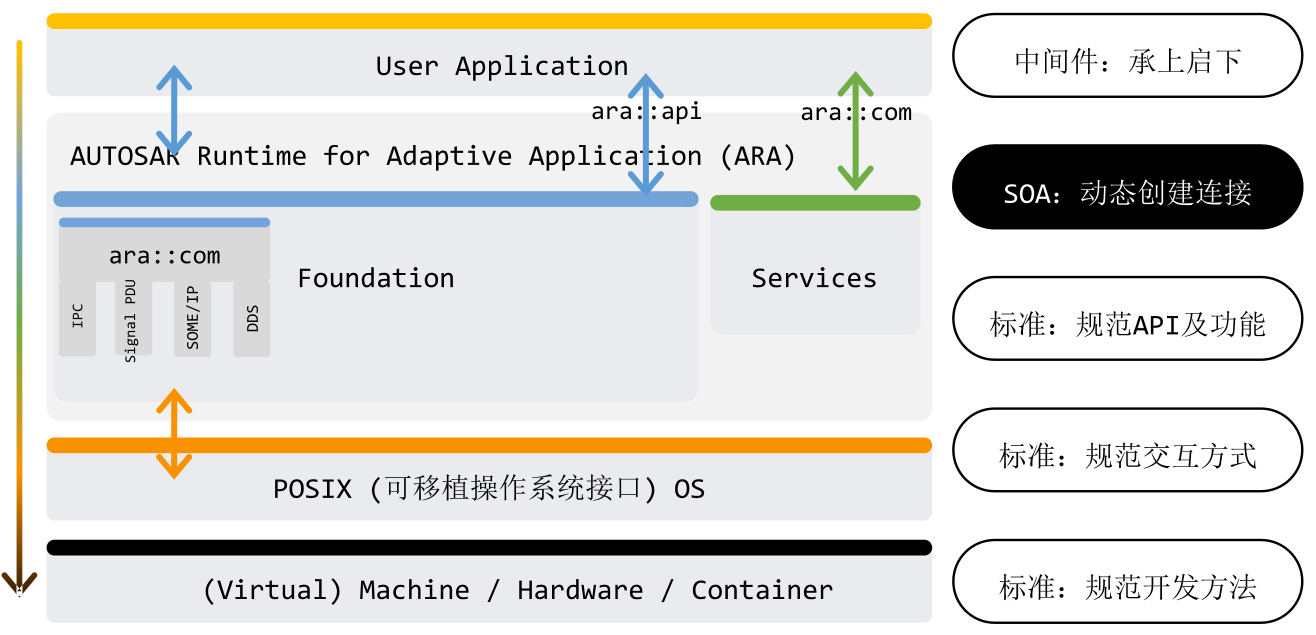 User Application
ara::api
ara::com
AUTOSAR Runtime for Adaptive Application (ARA)
ara::com
IPC
Signal PDU
SOME/IP
DDS
Foundation
Services
POSIX (可移植操作系统接口) OS
(Virtual) Machine / Hardware / Container
中间件: 承上启下
SOA: 动态创建连接
标准: 规范API及功能
标准: 规范交互方式
标准: 规范开发方法